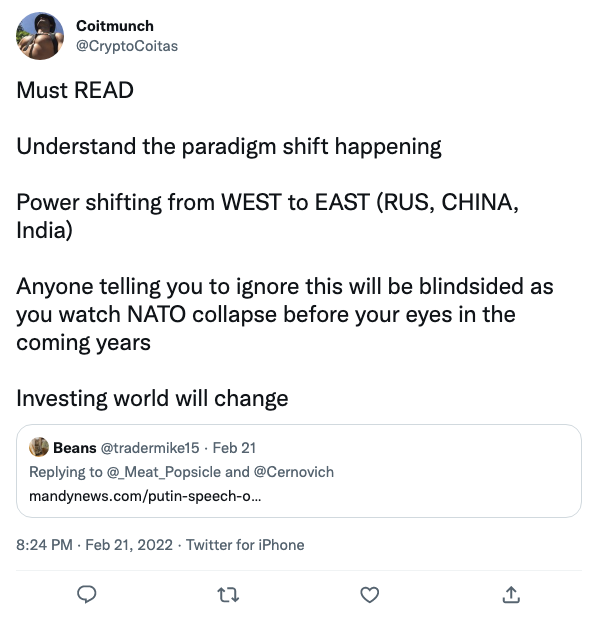 Coitmunch
@CryptoCoitas
Must READ
Understand the paradigm shift happening
Power shifting from WEST to EAST (RUS, CHINA,
India)
Anyone telling you to ignore this will be blindsided as
you watch NATO collapse before your eyes in the
coming years
Investing world will change
Beans @tradermike15 · Feb 21
Replying to @_Meat_Popsicle and @Cernovich
mandynews.com/putin-speech-o...
8:24 PM · Feb 21, 2022 · Twitter for iPhone